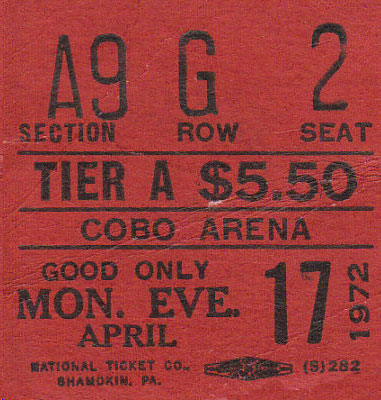 A9 G 2
SECTION ROW SEAT
TIER A $5.50
COBO ARENA
GOOD ONLY
MON. EVE. 17 1972
APRIL
NATIONAL TICKET CO. (S)282
SHAMOKIN, PA.